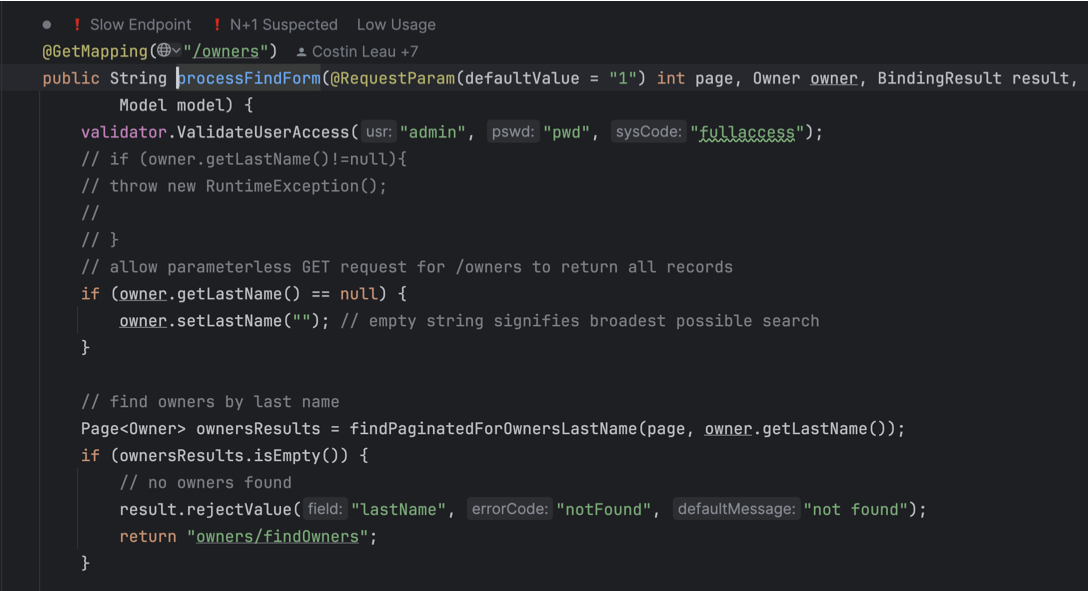 ! Slow Endpoint ! N+1 Suspected Low Usage
@GetMapping("/owners") Costin Leau +7
public String processFindForm(@RequestParam(defaultValue = "1") int page, Owner owner, BindingResult result,
Model model) {
validator.ValidateUserAccess( usr: "admin", pswd: "pwd", sysCode: "fullaccess");
// if (owner.getLastName()!=null){
// throw new RuntimeException();
//
// }
// allow parameterless GET request for /owners to return all records
if (owner.getLastName() == null) {
owner.setLastName(""); // empty string signifies broadest possible search
}
// find owners by last name
Page<Owner> ownersResults = findPaginatedForOwnersLastName(page, owner.getLastName());
if (ownersResults.isEmpty()) {
// no owners found
result.rejectValue( field: "lastName", errorCode: "notFound", defaultMessage: "not found");
return "owners/findOwners";
}